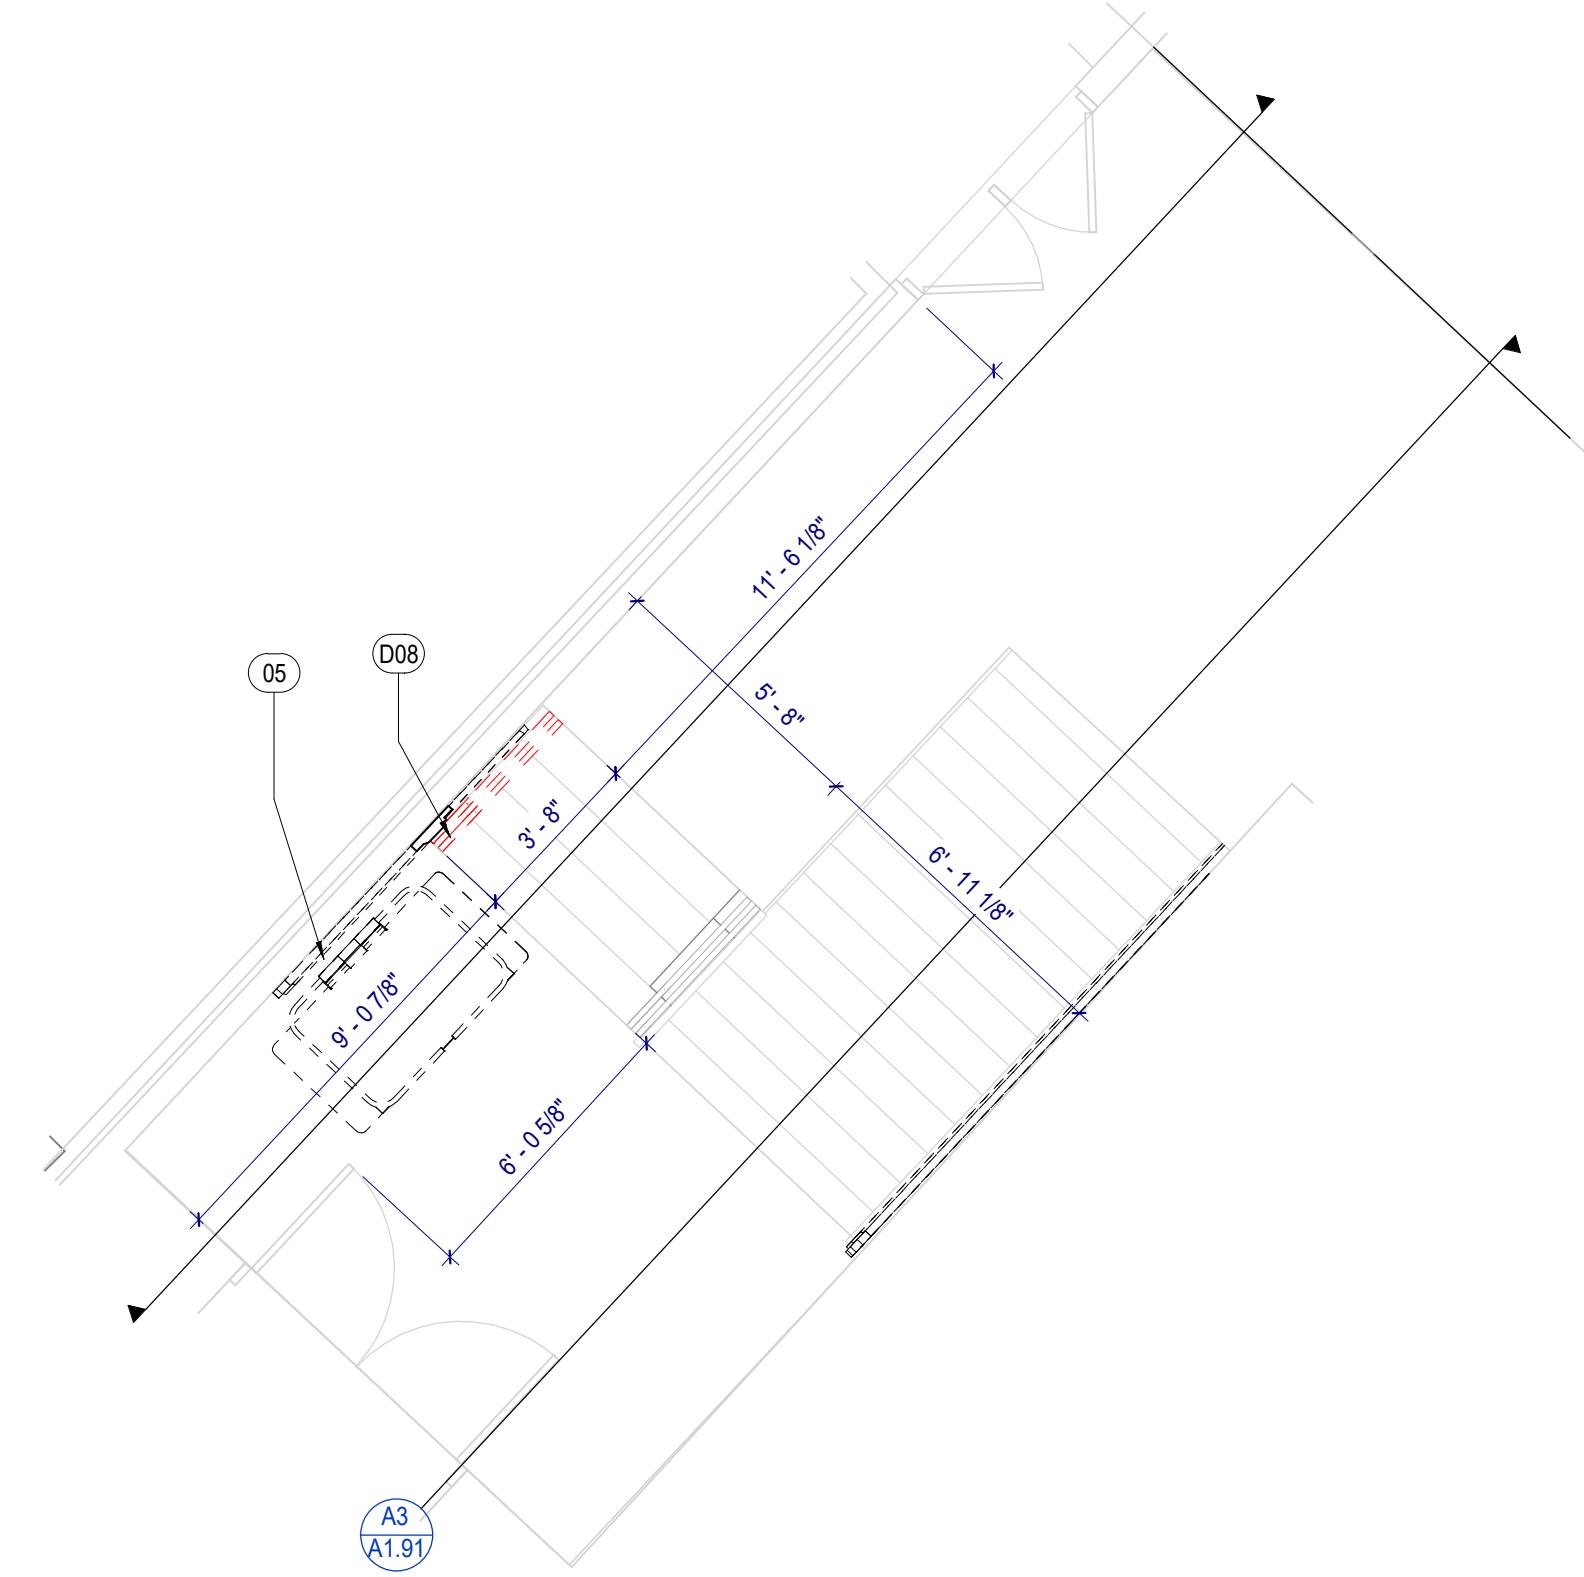 11' - 6 1/8"
D08
05
5' - 8"
3' - 8"
6' - 11 1/8"
9' - 0 7/8"
6' - 0 5/8"
A3
A1.91